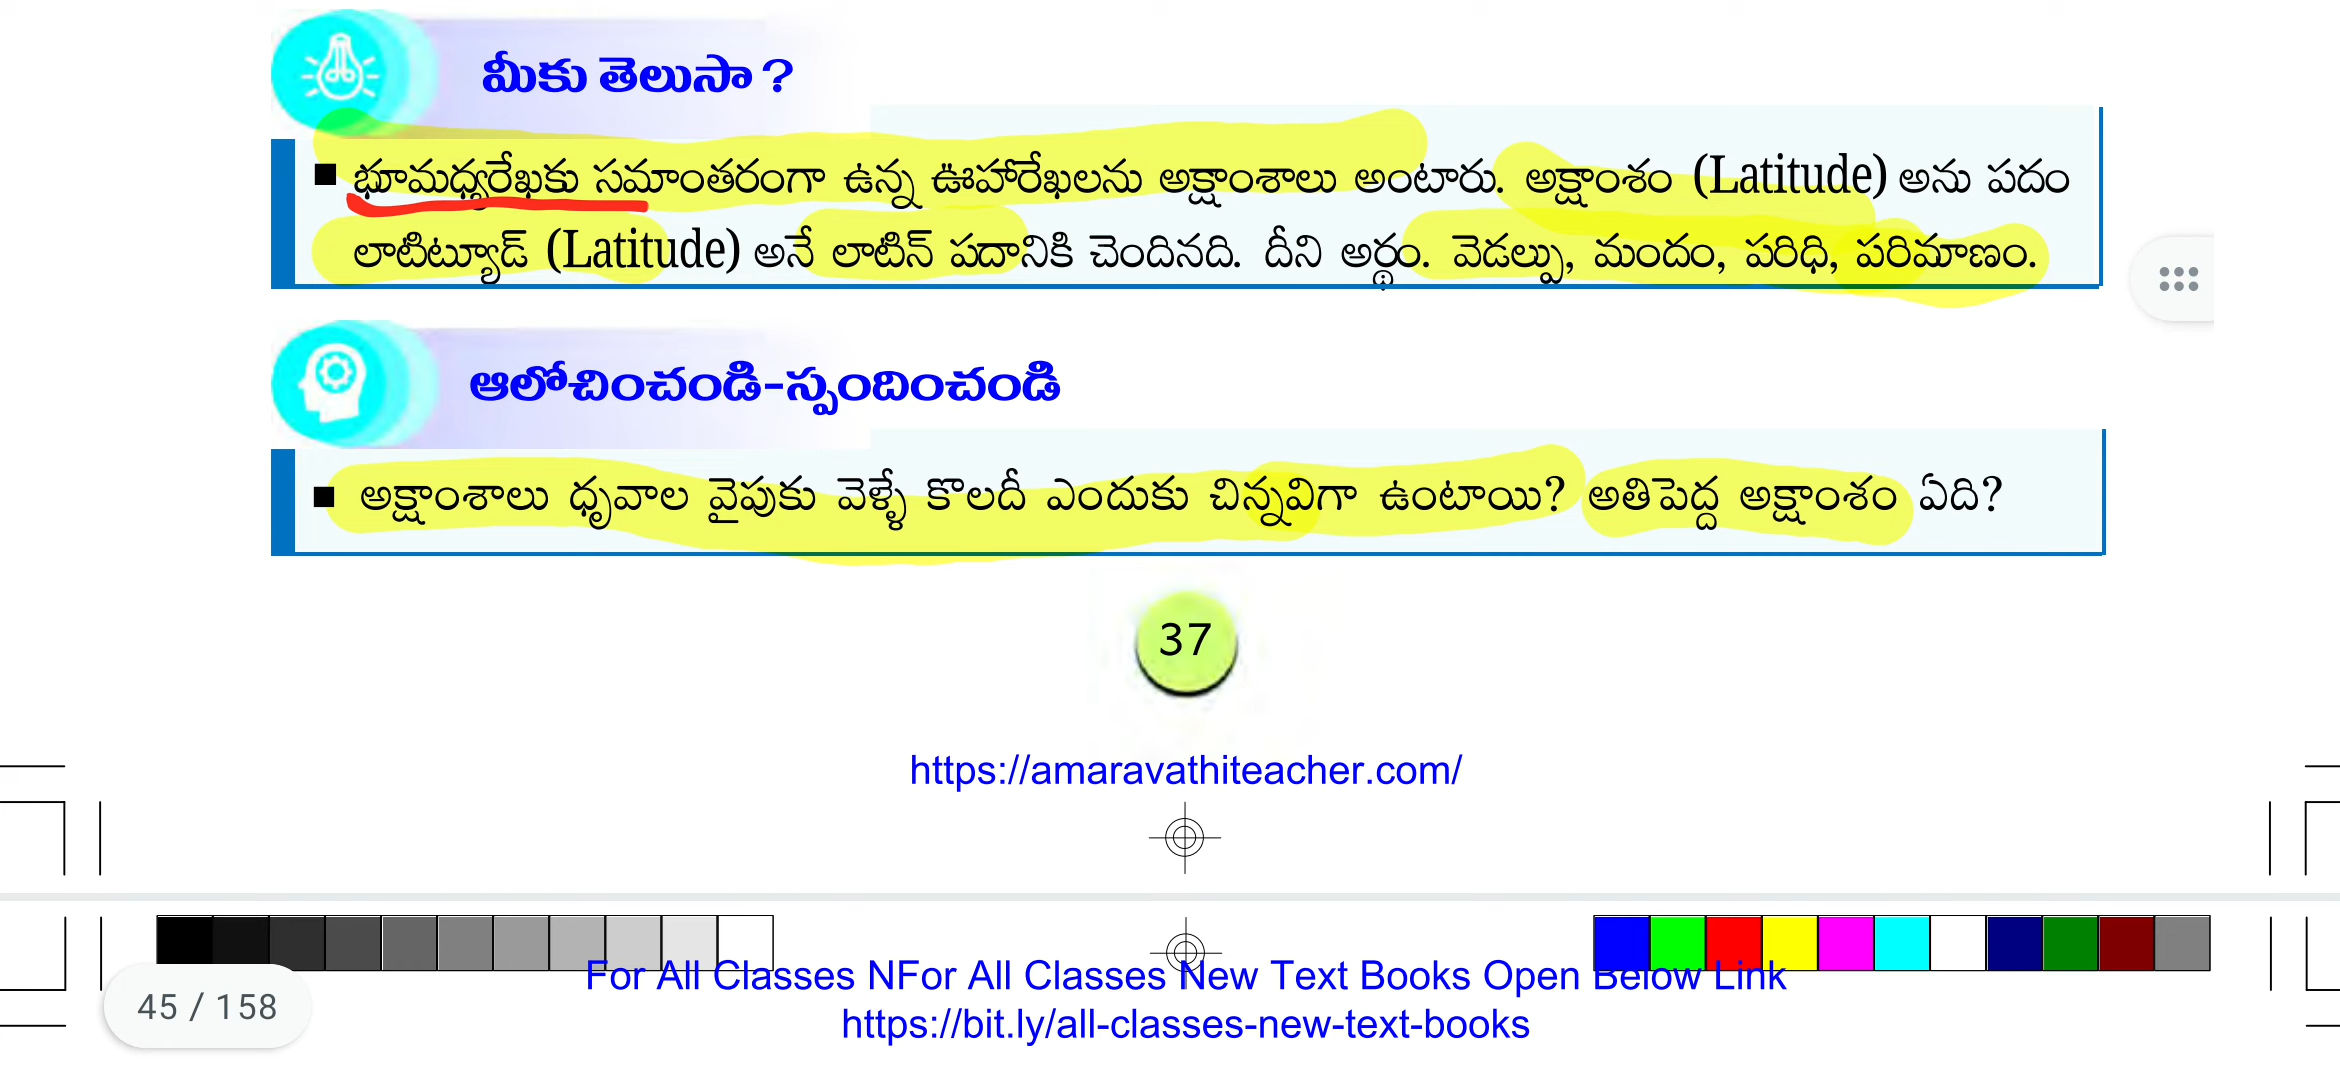 మీకు తెలుసా ?
■ భూమధ్యరేఖకు సమాంతరంగా ఉన్న ఊహారేఖలను అక్షాంశాలు అంటారు. అక్షాంశం (Latitude) అను పదం
లాటిట్యూడ్ (Latitude) అనే లాటిన్ పదానికి చెందినది. దీని అర్థం. వెడల్పు, మందం, పరిధి, పరిమాణం.
ఆలోచించండి-స్పందించండి
■ అక్షాంశాలు ధృవాల వైపుకు వెళ్ళే కొలదీ ఎందుకు చిన్నవిగా ఉంటాయి? అతిపెద్ద అక్షాంశం ఏది?
37
https://amaravathiteacher.com/
For All Classes NFor All Classes New Text Books Open Below Link
45 / 158
https://bit.ly/all-classes-new-text-books